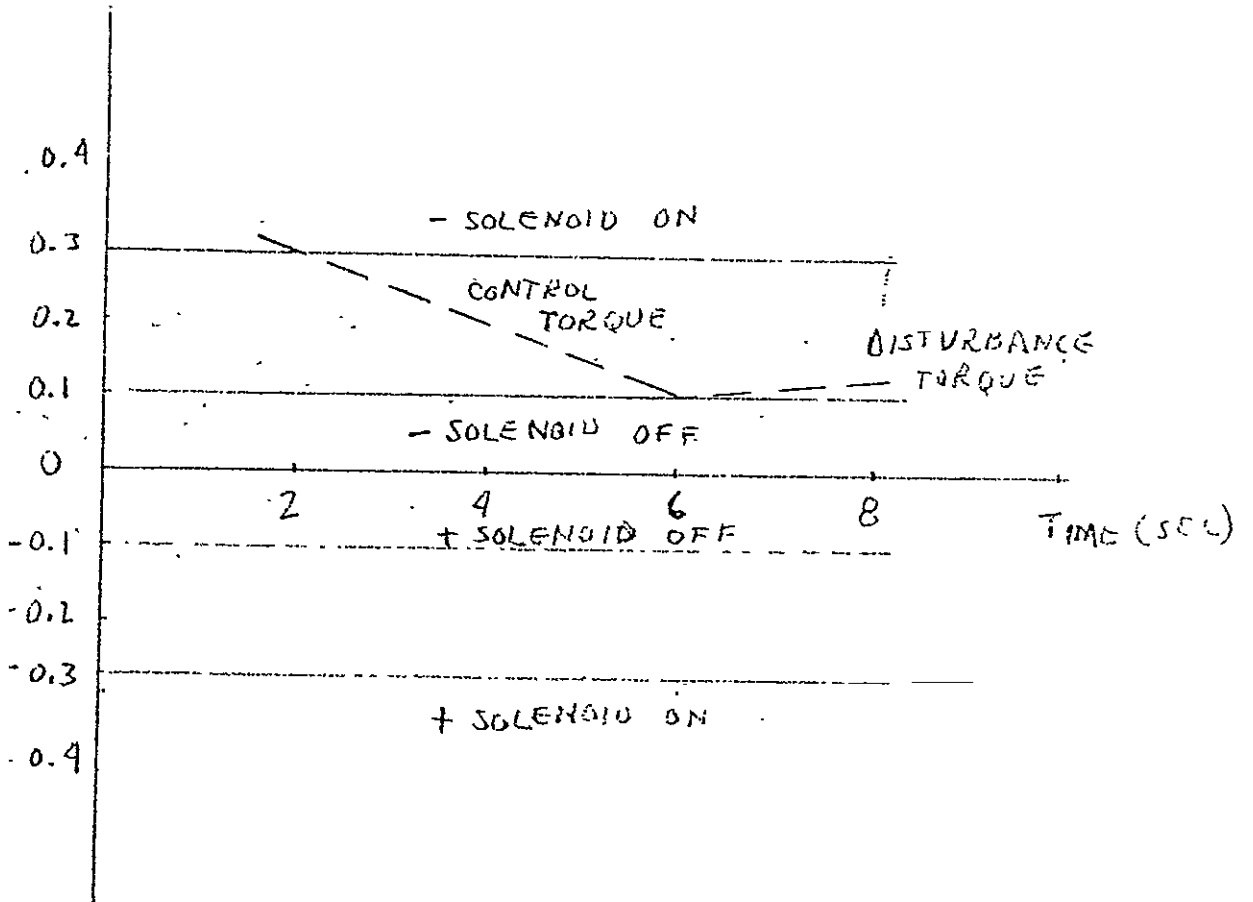 0.4
- SOLENOID ON
0.3
CONTROL
TORQUE
0.2
DISTURBANCE
TORQUE
0.1
- SOLENOID OFF
0
2 4 6 8
TIME (SEC)
+ SOLENOID OFF
-0.1
-0.2
-0.3
+ SOLENOID ON
-0.4